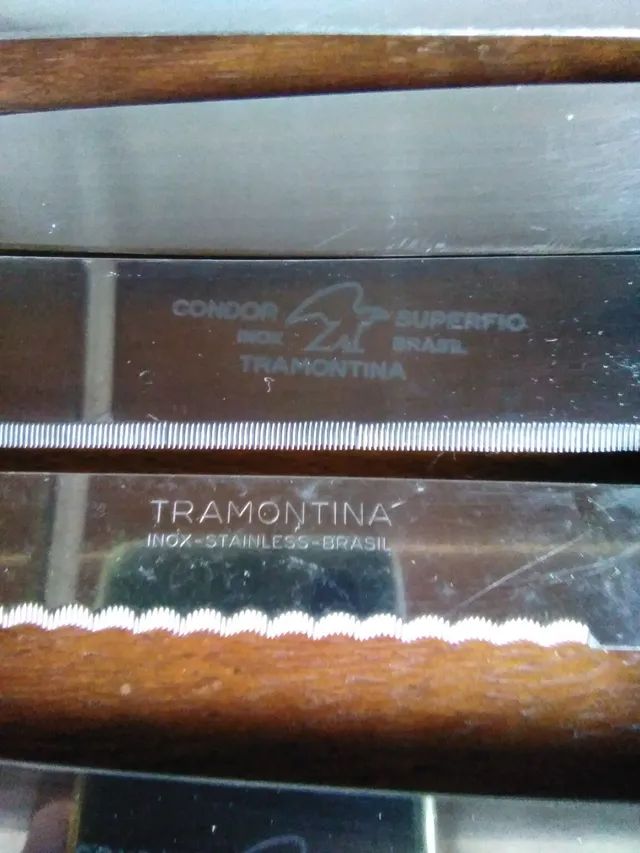 CONDOR SUPERFIO
INOX BRASIL
TRAMONTINA
TRAMONTINA
INOX-STAINLESS-BRASIL